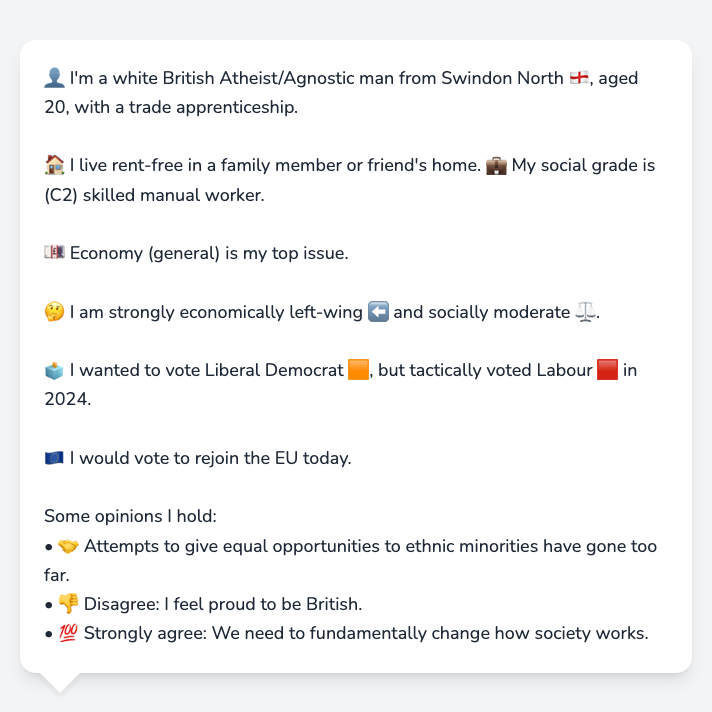 👤 I'm a white British Atheist/Agnostic man from Swindon North 🏴󠁧󠁢󠁥󠁮󠁧󠁿, aged
20, with a trade apprenticeship.
🏠 I live rent-free in a family member or friend's home. 💼 My social grade is
(C2) skilled manual worker.
💷 Economy (general) is my top issue.
🤔 I am strongly economically left-wing ⬅️ and socially moderate ⚖️.
🗳️ I wanted to vote Liberal Democrat 🟧, but tactically voted Labour 🟥 in
2024.
🇪🇺 I would vote to rejoin the EU today.
Some opinions I hold:
• 🤝 Attempts to give equal opportunities to ethnic minorities have gone too
far.
• 👎 Disagree: I feel proud to be British.
• 💯 Strongly agree: We need to fundamentally change how society works.